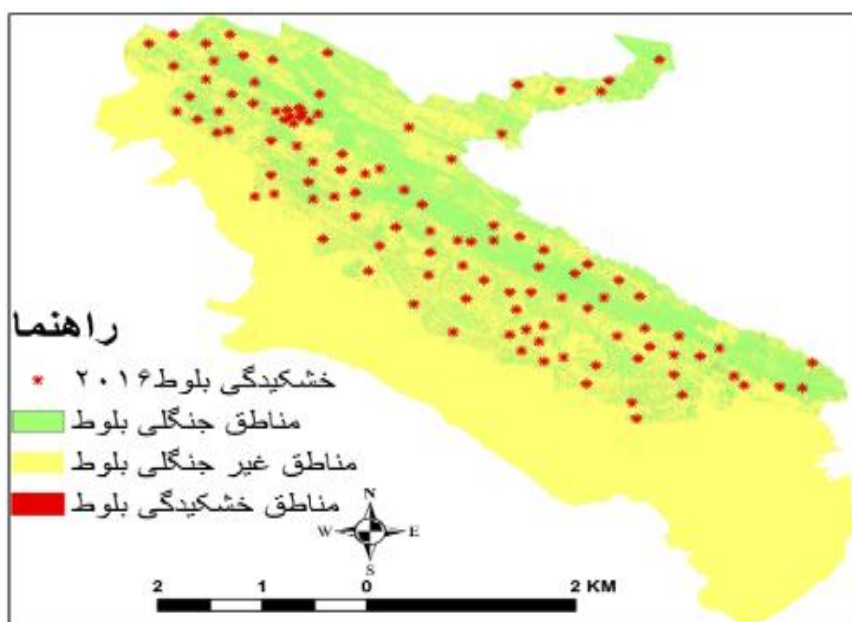 راهنما
خشکیدگی بلوط۲۰۱۶
مناطق جنگلی بلوط
مناطق غیر جنگلی بلوط
مناطق خشکیدگی بلوط
N
W E
S
2 1 0 2 KM